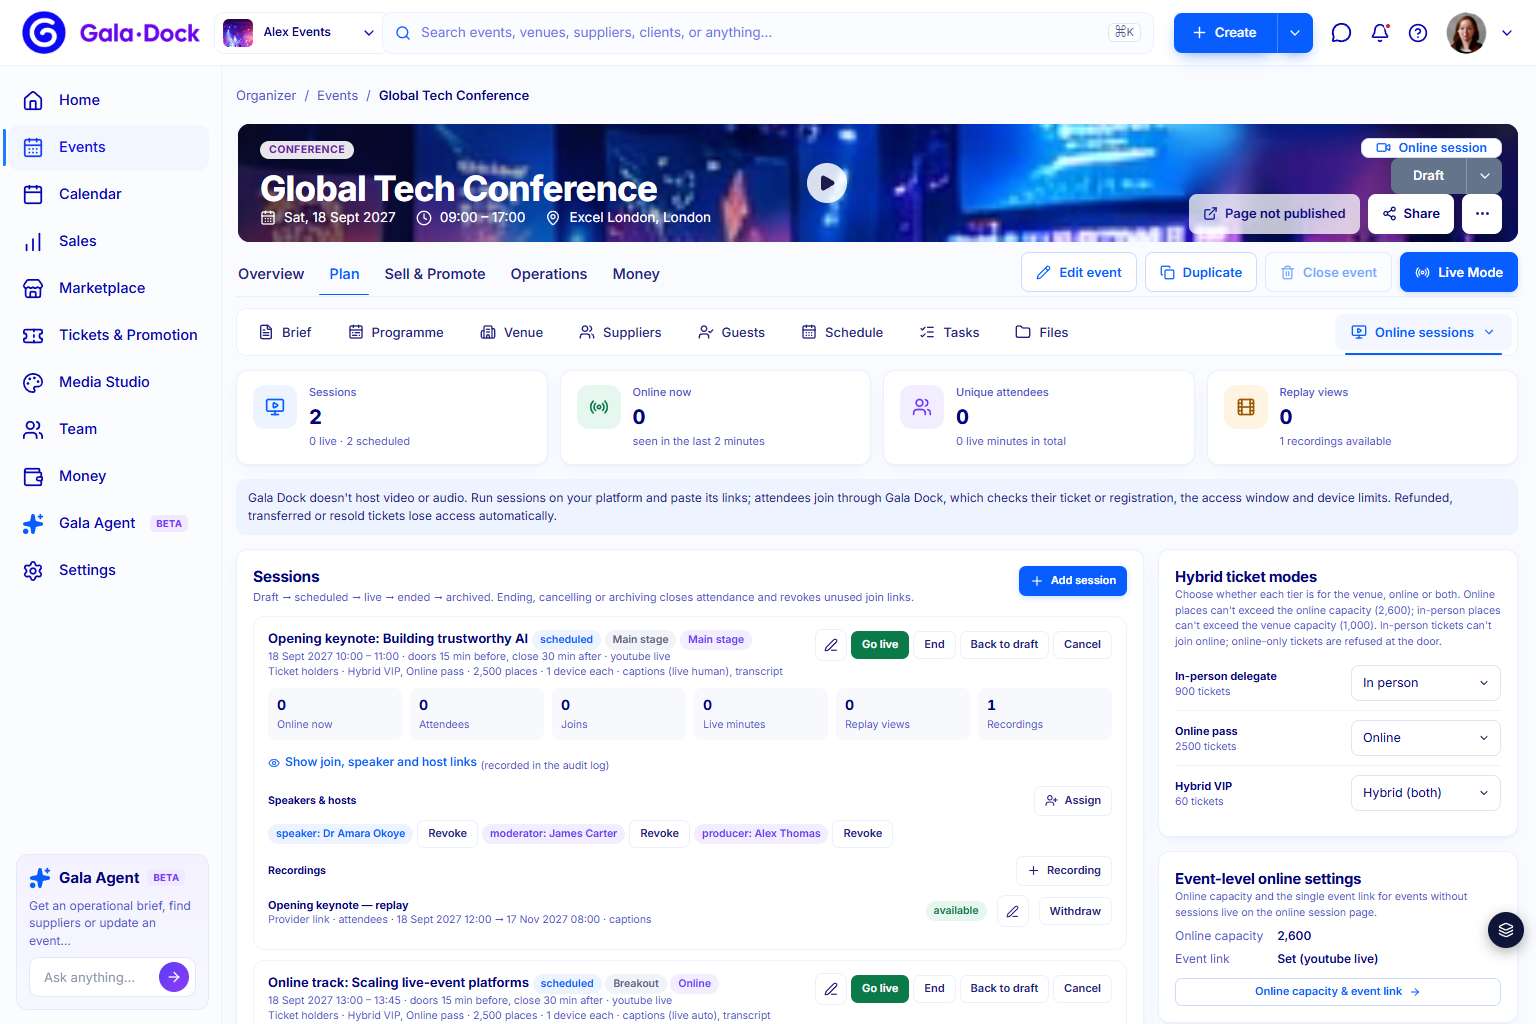 Gala·Dock
Alex Events
Search events, venues, suppliers, clients, or anything...
⌘K
Create
Home
Events
Calendar
Sales
Marketplace
Tickets & Promotion
Media Studio
Team
Money
Gala Agent BETA
Settings
Gala Agent BETA
Get an operational brief, find
suppliers or update an
event...
Ask anything...
Organizer / Events / Global Tech Conference
CONFERENCE
Global Tech Conference
Sat, 18 Sept 2027 09:00 – 17:00 Excel London, London
Online session
Draft
Page not published
Share
Overview Plan Sell & Promote Operations Money
Edit event
Duplicate
Close event
Live Mode
Brief Programme Venue Suppliers Guests Schedule Tasks Files
Online sessions
Sessions
2
0 live · 2 scheduled
Online now
0
seen in the last 2 minutes
Unique attendees
0
0 live minutes in total
Replay views
0
1 recordings available
Gala Dock doesn't host video or audio. Run sessions on your platform and paste its links; attendees join through Gala Dock, which checks their ticket or registration, the access window and device limits. Refunded,
transferred or resold tickets lose access automatically.
Sessions
Draft → scheduled → live → ended → archived. Ending, cancelling or archiving closes attendance and revokes unused join links.
Add session
Opening keynote: Building trustworthy AI scheduled Main stage Main stage
18 Sept 2027 10:00 – 11:00 · doors 15 min before, close 30 min after · youtube live
Ticket holders · Hybrid VIP, Online pass · 2,500 places · 1 device each · captions (live human), transcript
Go live End Back to draft Cancel
0
Online now
0
Attendees
0
Joins
0
Live minutes
0
Replay views
1
Recordings
Show join, speaker and host links (recorded in the audit log)
Speakers & hosts
Assign
speaker: Dr Amara Okoye Revoke moderator: James Carter Revoke producer: Alex Thomas Revoke
Recordings
Recording
Opening keynote — replay
Provider link · attendees · 18 Sept 2027 12:00 → 17 Nov 2027 08:00 · captions
available
Withdraw
Online track: Scaling live-event platforms scheduled Breakout Online
18 Sept 2027 13:00 – 13:45 · doors 15 min before, close 30 min after · youtube live
Ticket holders · Hybrid VIP, Online pass · 2,500 places · 1 device each · captions (live auto), transcript
Go live End Back to draft Cancel
Hybrid ticket modes
Choose whether each tier is for the venue, online or both. Online
places can't exceed the online capacity (2,600); in-person places
can't exceed the venue capacity (1,000). In-person tickets can't
join online; online-only tickets are refused at the door.
In-person delegate
900 tickets
In person
Online pass
2500 tickets
Online
Hybrid VIP
60 tickets
Hybrid (both)
Event-level online settings
Online capacity and the single event link for events without
sessions live on the online session page.
Online capacity 2,600
Event link Set (youtube live)
Online capacity & event link →